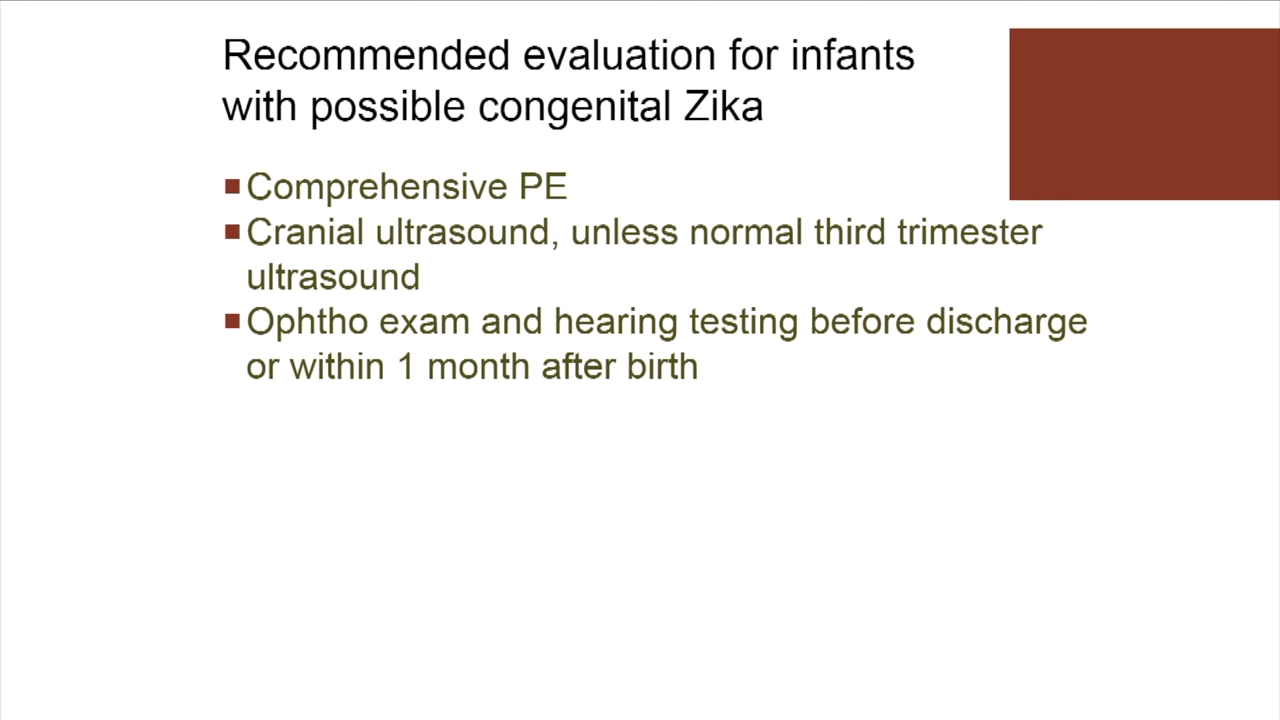 Recommended evaluation for infants
with possible congenital Zika
Comprehensive PE
Cranial ultrasound, unless normal third trimester
ultrasound
Ophtho exam and hearing testing before discharge
or within 1 month after birth